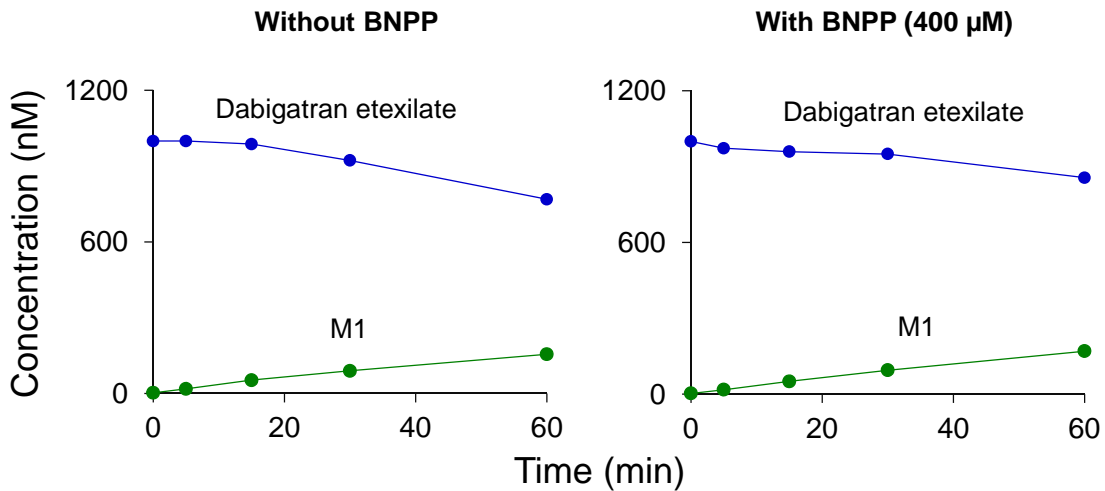 Without BNPP
With BNPP (400 µM)
Concentration (nM)
1200
600
0
Dabigatran etexilate
M1
0
20
40
60
1200
600
0
Dabigatran etexilate
M1
0
20
40
60
Time (min)